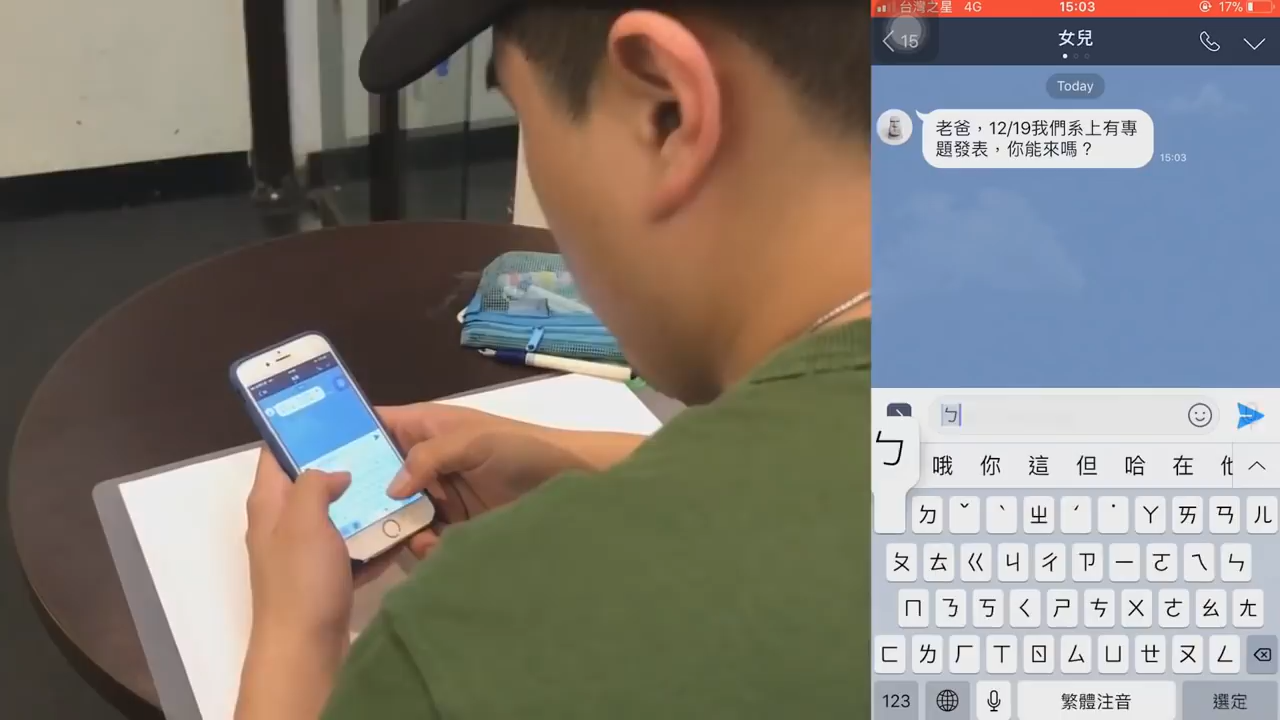 台灣之星 4G 15:03 17%
15 女兒
Today
老爸，12/19我們系上有專
題發表，你能來嗎？
15:03
ㄅ
ㄅ
哦 你 這 但 哈 在 他
ㄉ ˇ ˋ ㄓ ˊ ˙ ㄚ ㄞ ㄢ ㄦ
ㄆ ㄊ ㄍ ㄐ ㄔ ㄗ ㄧ ㄛ ㄟ ㄣ
ㄇ ㄋ ㄎ ㄑ ㄕ ㄘ ㄨ ㄜ ㄠ ㄤ
ㄈ ㄌ ㄏ ㄒ ㄖ ㄙ ㄩ ㄝ ㄡ ㄥ
123 繁體注音 選定